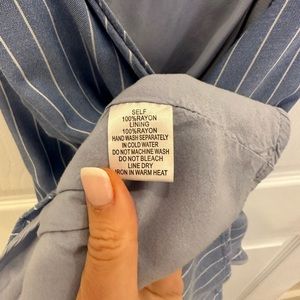 SELF
100%RAYON
LINING
100%RAYON
HAND WASH SEPARATELY
IN COLD WATER
DO NOT MACHINE WASH
DO NOT BLEACH
LINE DRY
IRON IN WARM HEAT